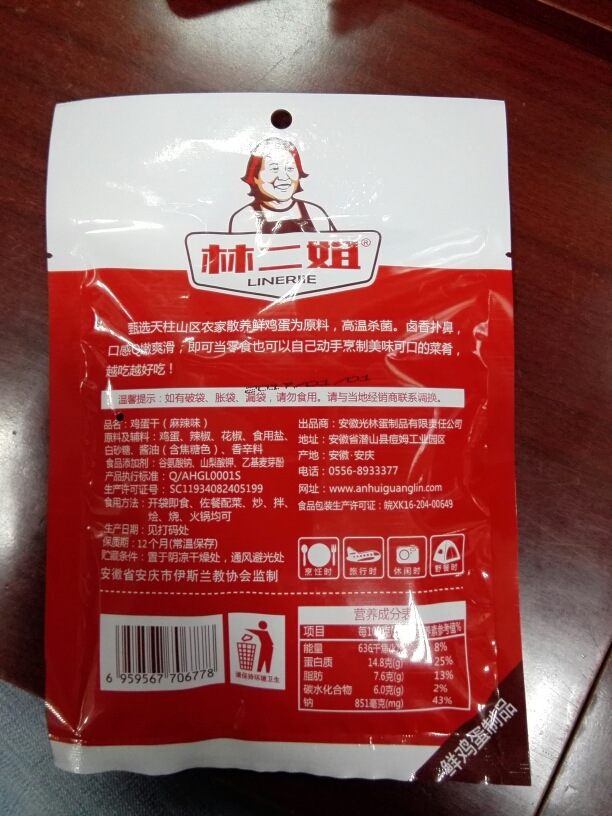 林二姐®
LINERJIE
甄选天柱山区农家散养鲜鸡蛋为原料，高温杀菌。卤香扑鼻，
口感Q嫩爽滑，即可当零食也可以自己动手烹制美味可口的菜肴，
越吃越好吃！
温馨提示：如有破袋、胀袋、漏袋，请勿食用。请与当地经销商联系调换。
品名：鸡蛋干（麻辣味）
原料及辅料：鸡蛋、辣椒、花椒、食用盐、
白砂糖、酱油（含焦糖色）、香辛料
食品添加剂：谷氨酸钠、山梨酸钾、乙基麦芽酚
产品执行标准：Q/AHGL0001S
生产许可证号：SC11934082405199
食用方法：开袋即食、佐餐配菜、炒、拌、
烩、烧、火锅均可
生产日期：见打码处
保质期：12个月(常温保存)
贮藏条件：置于阴凉干燥处，通风避光处
安徽省安庆市伊斯兰教协会监制
出品商：安徽光林蛋制品有限责任公司
地址：安徽省潜山县痘姆工业园区
产地：安徽·安庆
电话：0556-8933377
网址：www.anhuiguanglin.com
食品包装生产许可证：皖XK16-204-00649
烹饪时 旅行时 休闲时 野餐时
6 959567 706778
请保持环境卫生
营养成分表
项目 每100 素参考值%
能量 636千焦 8%
蛋白质 14.8克(g) 25%
脂肪 7.6克(g) 13%
碳水化合物 6.0克(g) 2%
钠 851毫克(mg) 43%
鲜鸡蛋制品